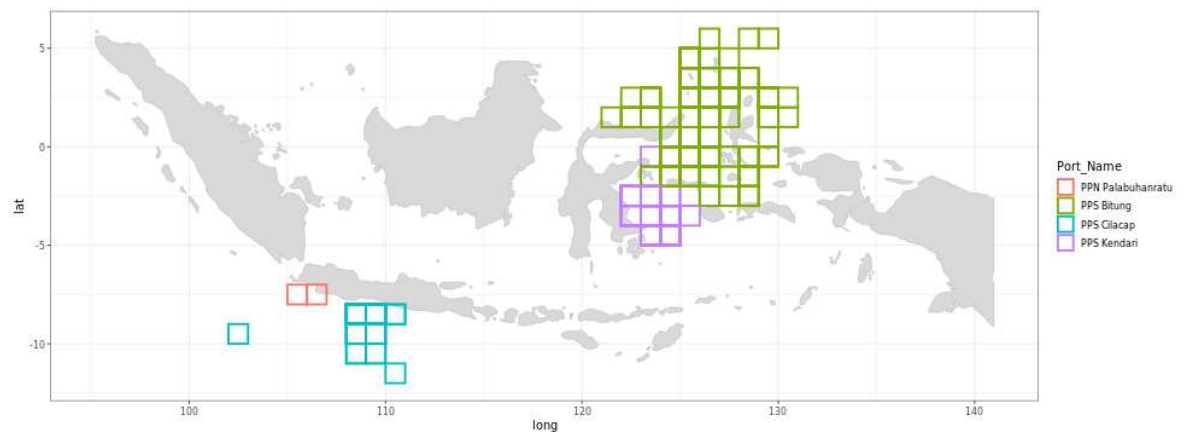 5
0
-5
-10
lat
100
110
120
130
140
long
Port_Name
PPN Palabuhanratu
PPS Bitung
PPS Cilacap
PPS Kendari